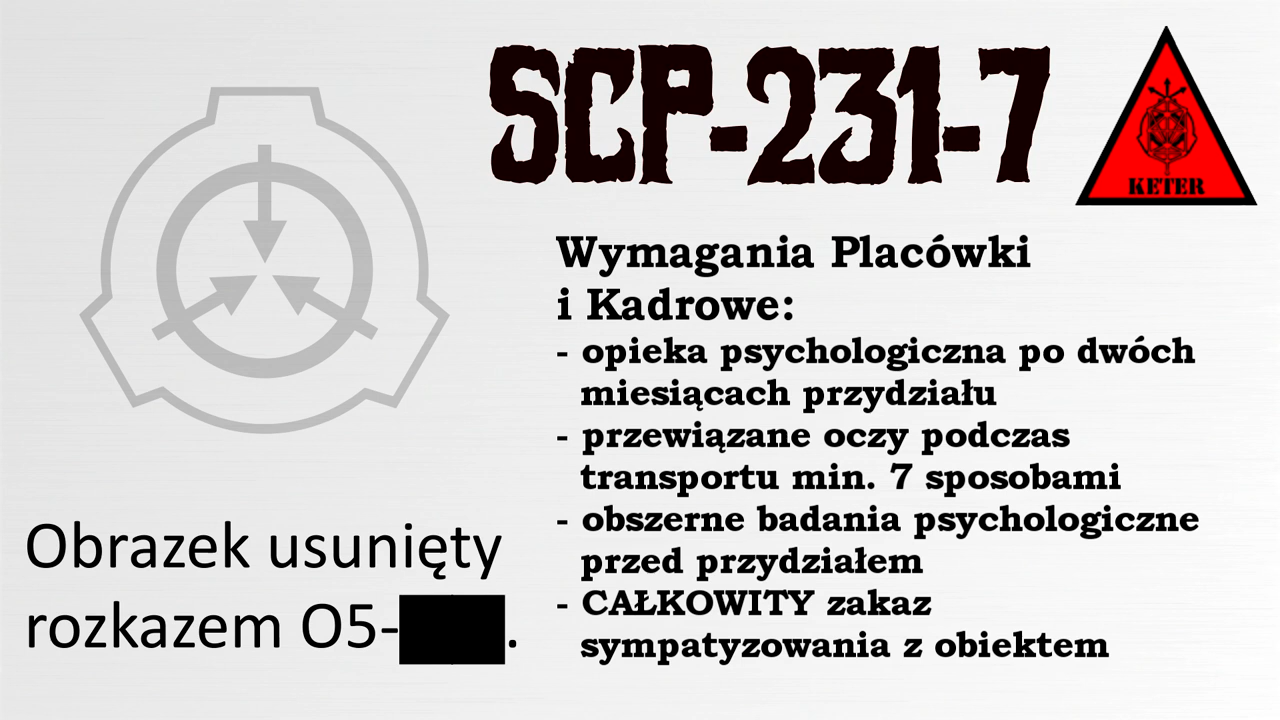 SCP-231-7
KETER
Wymagania Placówki
i Kadrowe:
- opieka psychologiczna po dwóch
miesiącach przydziału
- przewiązane oczy podczas
transportu min. 7 sposobami
- obszerne badania psychologiczne
przed przydziałem
- CAŁKOWITY zakaz
sympatyzowania z obiektem
Obrazek usunięty
rozkazem O5-.